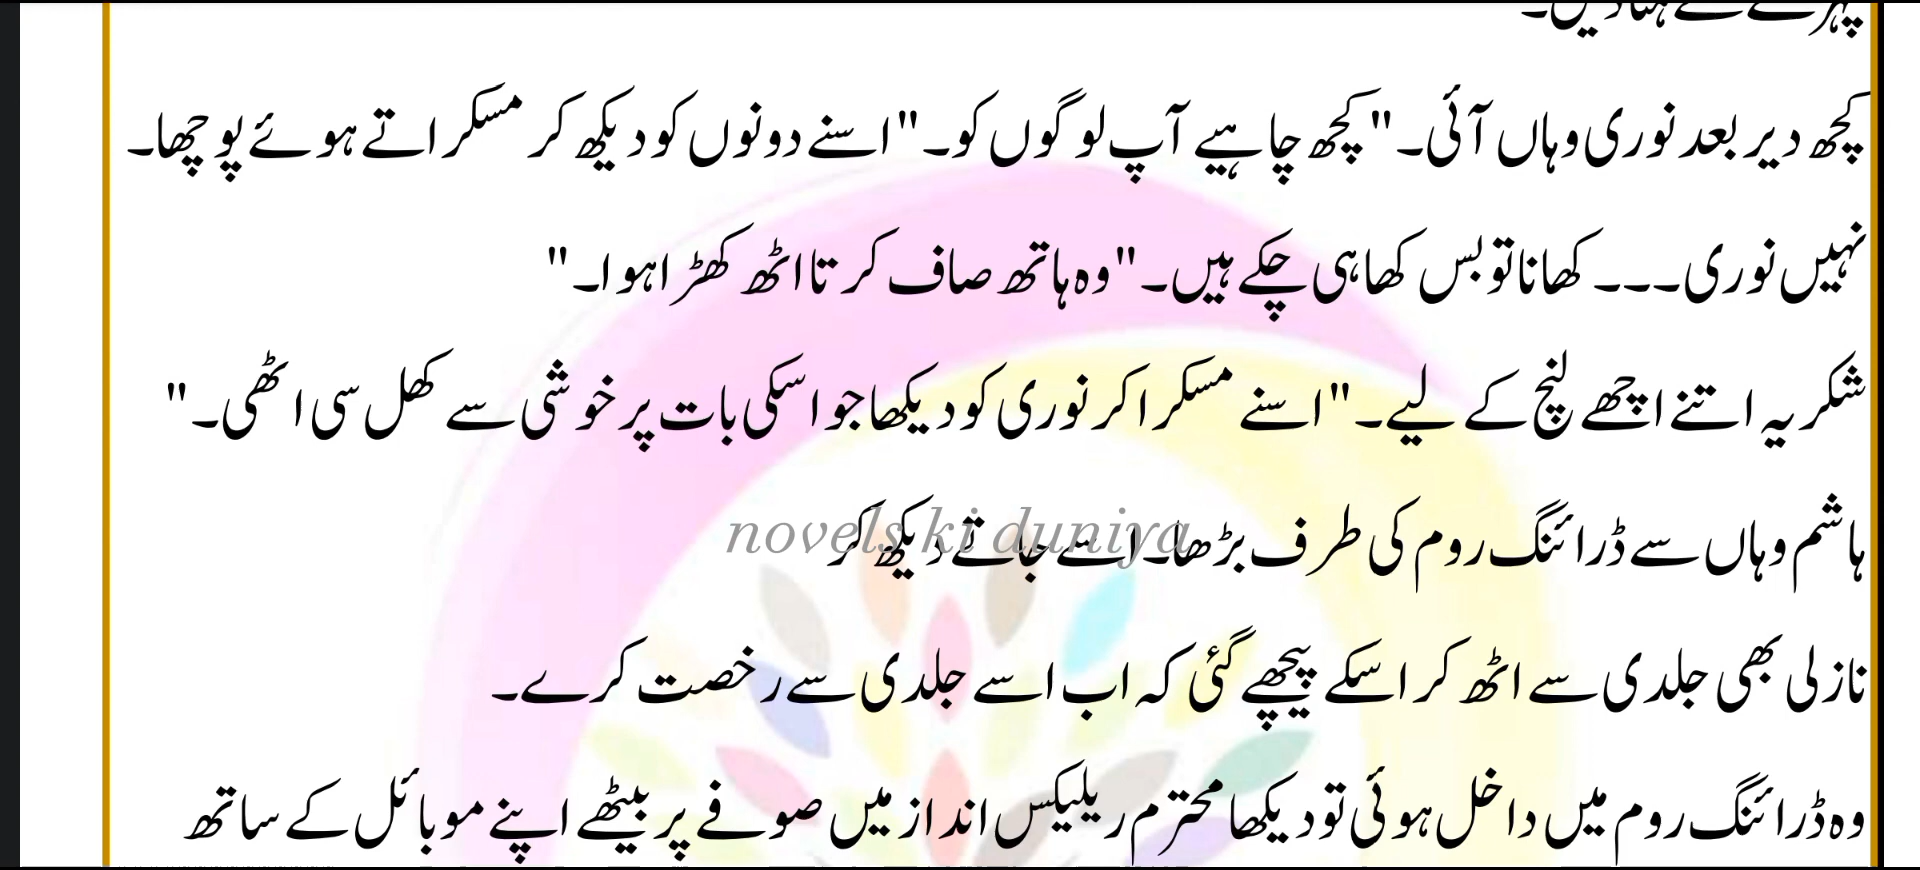 کچھ دیر بعد نوری وہاں آئی۔"کچھ چاہیے آپ لوگوں کو۔"اسنے دونوں کو دیکھ کر مسکراتے ہوئے پوچھا۔
نہیں نوری۔۔۔ کھانا تو بس کھا ہی چکے ہیں۔"وہ ہاتھ صاف کرتا اٹھ کھڑا ہوا۔"
شکریہ اتنے اچھے لنچ کے لیے۔"اسنے مسکرا کر نوری کو دیکھا جو اسکی بات پر خوشی سے کھل سی اٹھی۔"
ہاشم وہاں سے ڈرائنگ روم کی طرف بڑھا۔اسے جاتے دیکھ کر
novels ki duniya
نازلی بھی جلدی سے اٹھ کر اسکے پیچھے گئی کہ اب اسے جلدی سے رخصت کرے۔
وہ ڈرائنگ روم میں داخل ہوئی تو دیکھا محترم ریلیکس انداز میں صوفے پر بیٹھے اپنے موبائل کے ساتھ